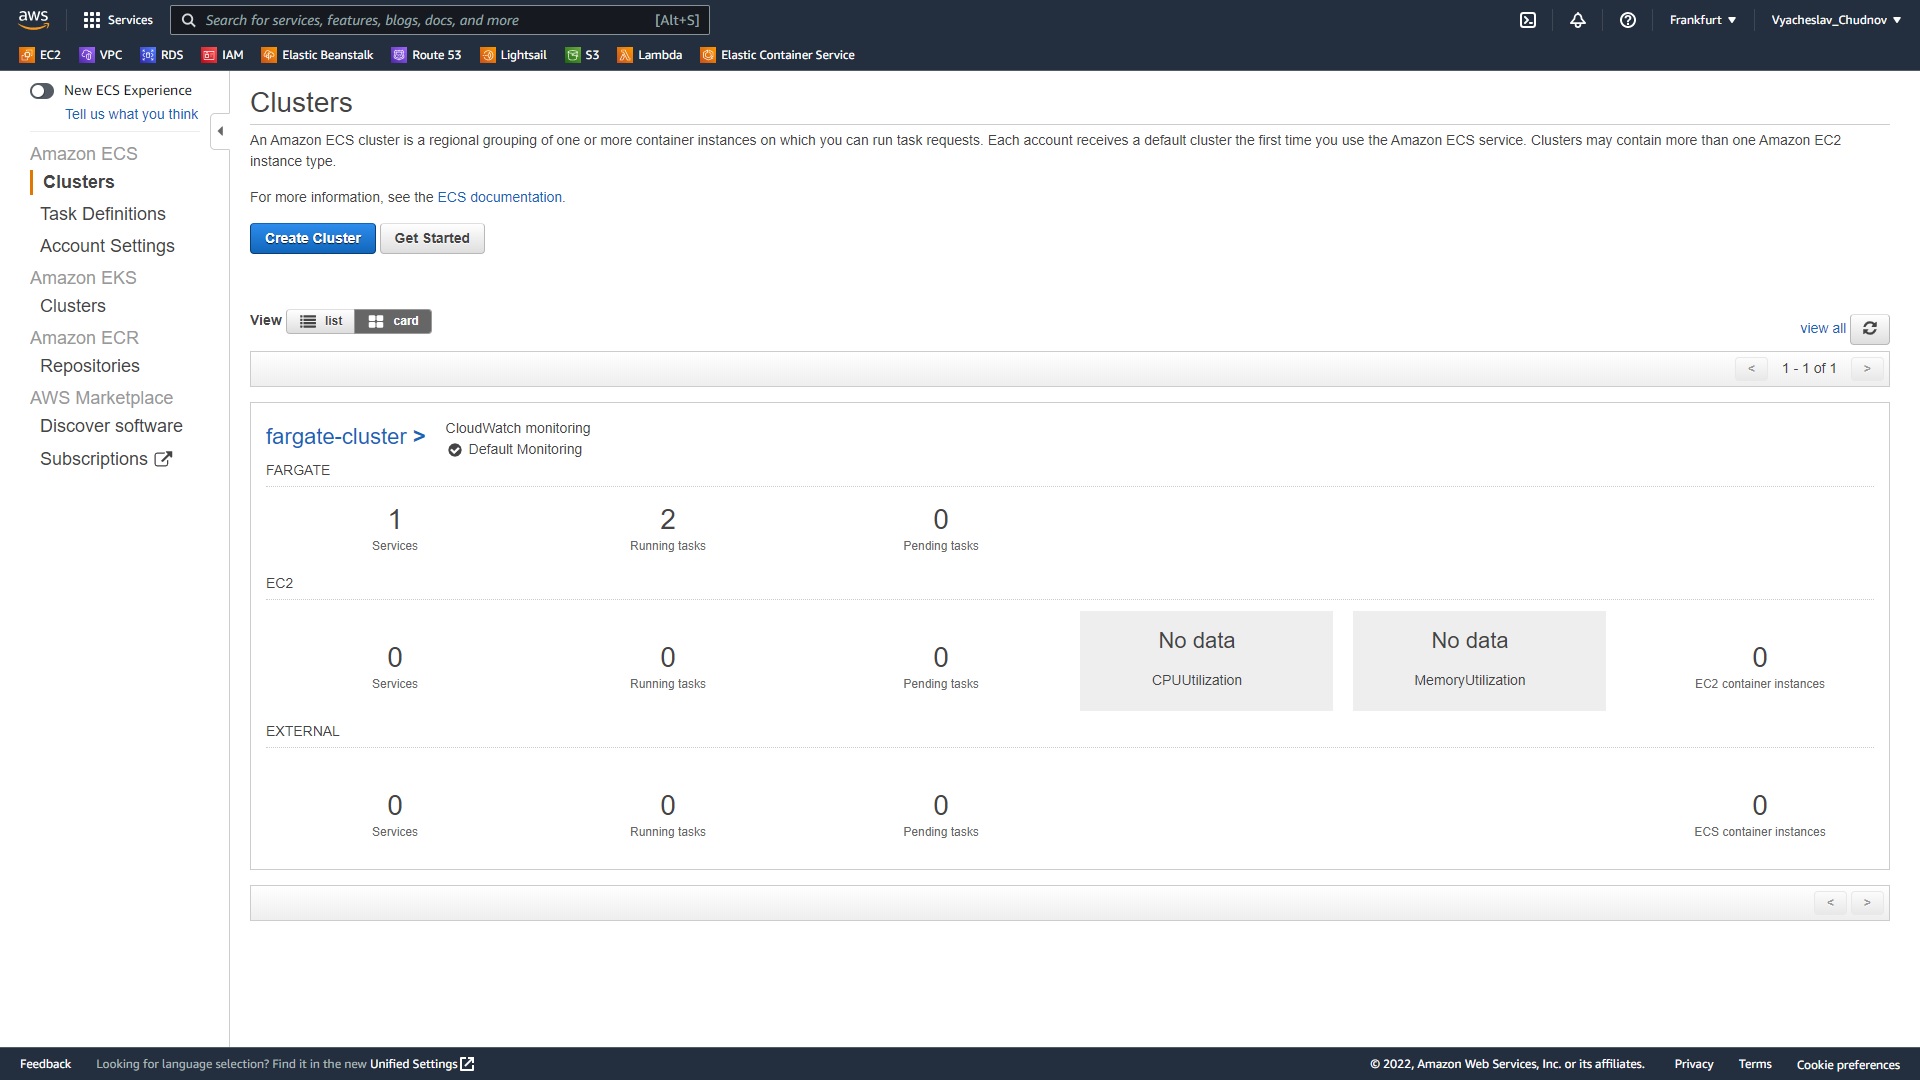 aws
Services
Search for services, features, blogs, docs, and more
[Alt+S]
Frankfurt
Vyacheslav_Chudnov
EC2
VPC
RDS
IAM
Elastic Beanstalk
Route 53
Lightsail
S3
Lambda
Elastic Container Service
New ECS Experience
Tell us what you think
Amazon ECS
Clusters
Task Definitions
Account Settings
Amazon EKS
Clusters
Amazon ECR
Repositories
AWS Marketplace
Discover software
Subscriptions
Clusters
An Amazon ECS cluster is a regional grouping of one or more container instances on which you can run task requests. Each account receives a default cluster the first time you use the Amazon ECS service. Clusters may contain more than one Amazon EC2
instance type.
For more information, see the ECS documentation.
Create Cluster
Get Started
View
list
card
view all
< 1 - 1 of 1 >
fargate-cluster >
CloudWatch monitoring
Default Monitoring
FARGATE
1
2
0
Services
Running tasks
Pending tasks
EC2
0
0
0
No data
No data
0
Services
Running tasks
Pending tasks
CPUUtilization
MemoryUtilization
EC2 container instances
EXTERNAL
0
0
0
0
Services
Running tasks
Pending tasks
ECS container instances
< >
Feedback
Looking for language selection? Find it in the new Unified Settings
© 2022, Amazon Web Services, Inc. or its affiliates.
Privacy
Terms
Cookie preferences